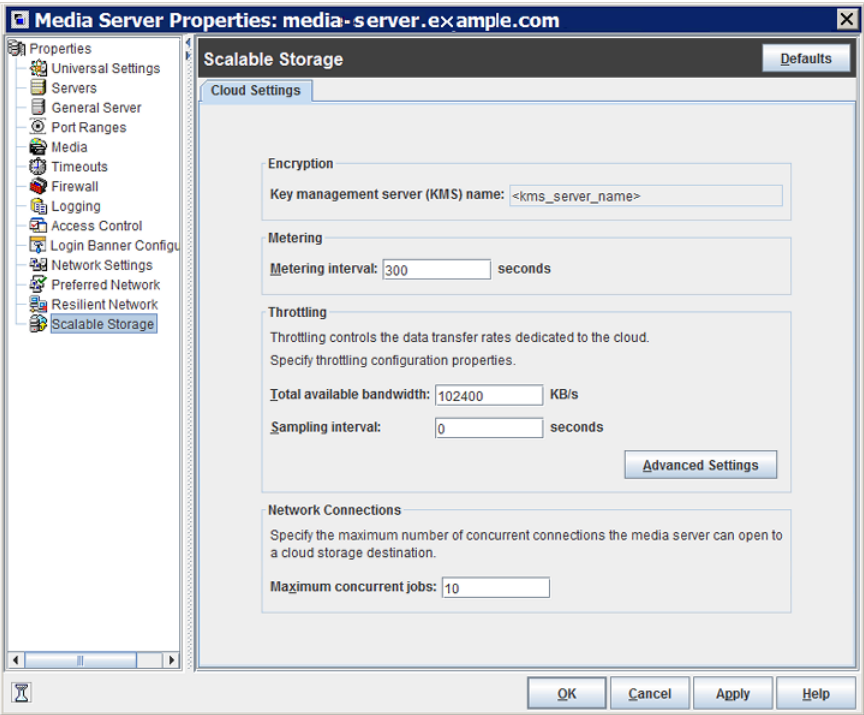 Media Server Properties: media-server.example.com
Properties
Universal Settings
Servers
General Server
Port Ranges
Media
Timeouts
Firewall
Logging
Access Control
Login Banner Configu
Network Settings
Preferred Network
Resilient Network
Scalable Storage
Scalable Storage
Defaults
Cloud Settings
Encryption
Key management server (KMS) name: <kms_server_name>
Metering
Metering interval: 300 seconds
Throttling
Throttling controls the data transfer rates dedicated to the cloud.
Specify throttling configuration properties.
Total available bandwidth: 102400 KB/s
Sampling interval: 0 seconds
Advanced Settings
Network Connections
Specify the maximum number of concurrent connections the media server can open to
a cloud storage destination.
Maximum concurrent jobs: 10
OK Cancel Apply Help